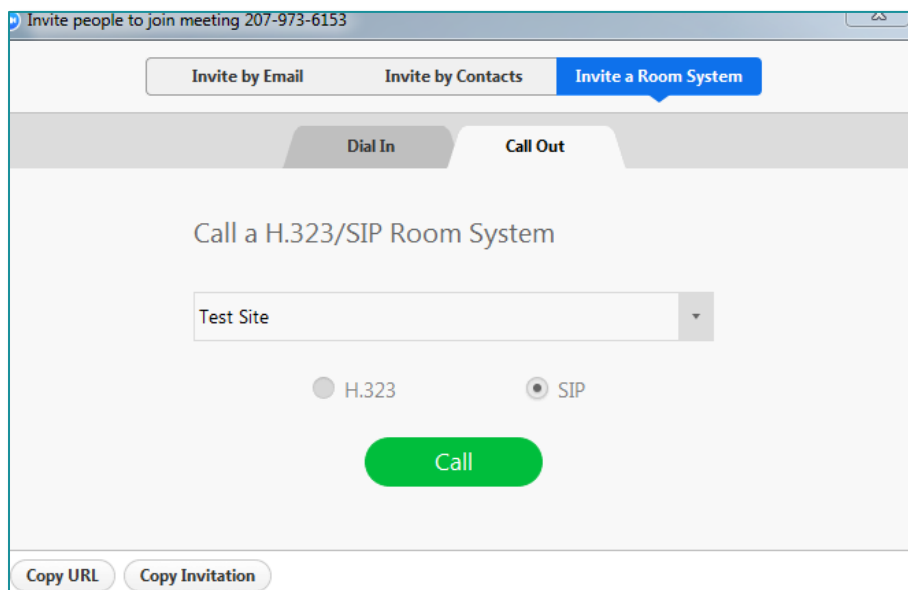 Invite people to join meeting 207-973-6153
Invite by Email Invite by Contacts Invite a Room System
Dial In Call Out
Call a H.323/SIP Room System
Test Site
H.323 SIP
Call
Copy URL Copy Invitation